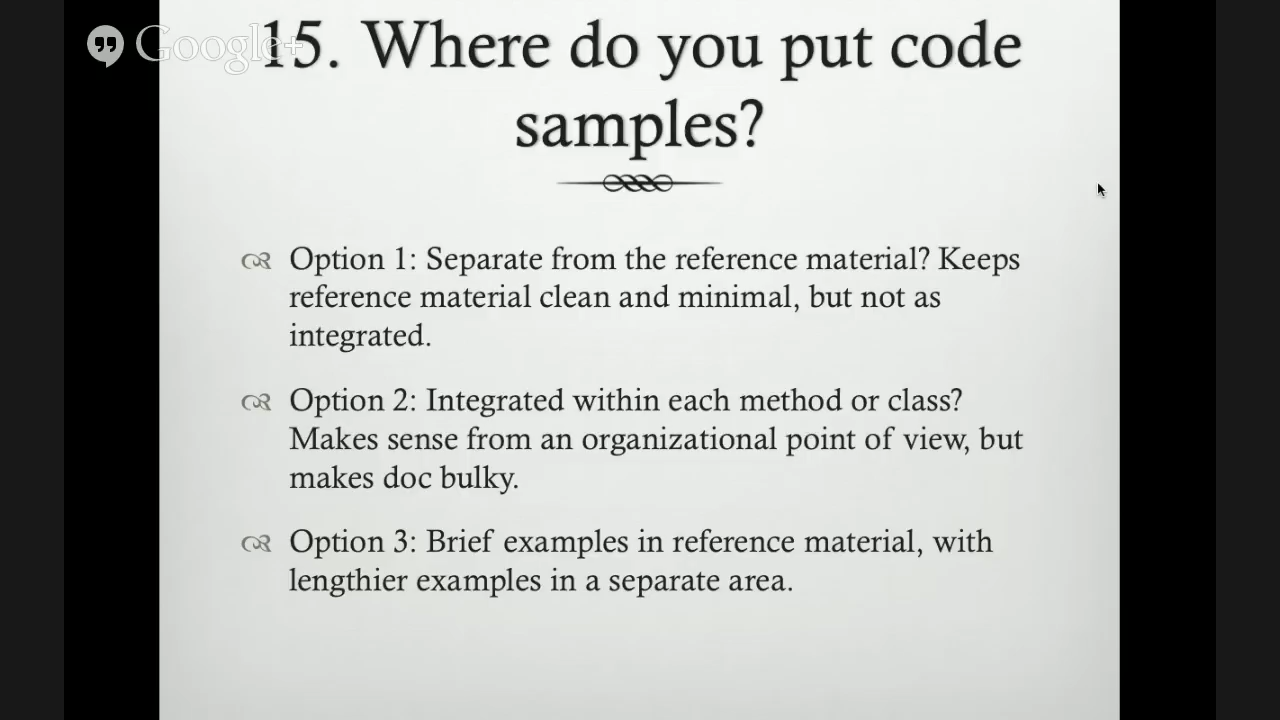 Google+
15. Where do you put code
samples?
Option 1: Separate from the reference material? Keeps
reference material clean and minimal, but not as
integrated.
Option 2: Integrated within each method or class?
Makes sense from an organizational point of view, but
makes doc bulky.
Option 3: Brief examples in reference material, with
lengthier examples in a separate area.